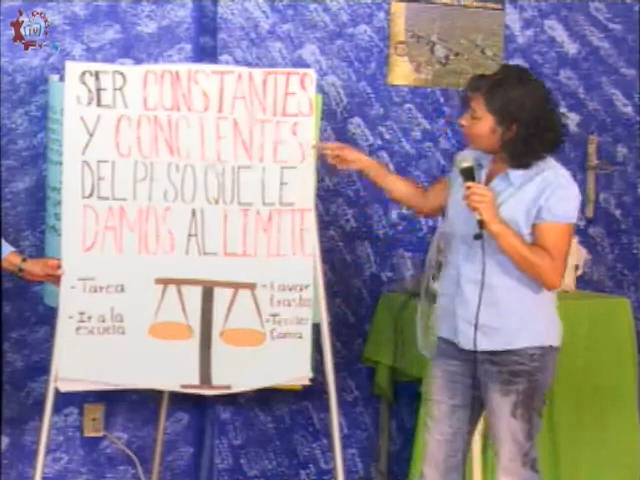 SER CONSTANTES
Y CONCIENTES
DEL PESO QUE LE
DAMOS AL LIMITE
- Tarea
- Ir a la
escuela
- Lavar
trastes
- Tender
Cama